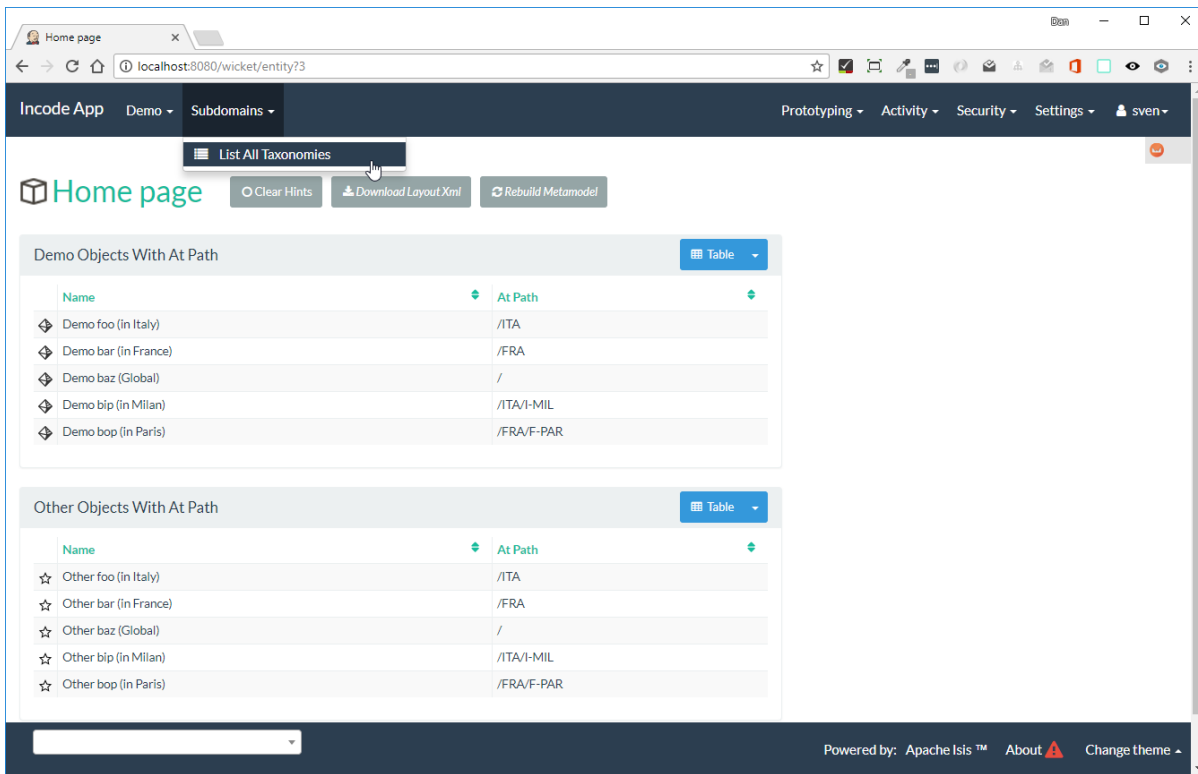 Dan
Home page
localhost:8080/wicket/entity?3
Incode App Demo Subdomains Prototyping Activity Security Settings sven
List All Taxonomies
Home page Clear Hints Download Layout Xml Rebuild Metamodel
Demo Objects With At Path Table
Name At Path
Demo foo (in Italy) /ITA
Demo bar (in France) /FRA
Demo baz (Global) /
Demo bip (in Milan) /ITA/I-MIL
Demo bop (in Paris) /FRA/F-PAR
Other Objects With At Path Table
Name At Path
Other foo (in Italy) /ITA
Other bar (in France) /FRA
Other baz (Global) /
Other bip (in Milan) /ITA/I-MIL
Other bop (in Paris) /FRA/F-PAR
Powered by: Apache Isis ™ About Change theme